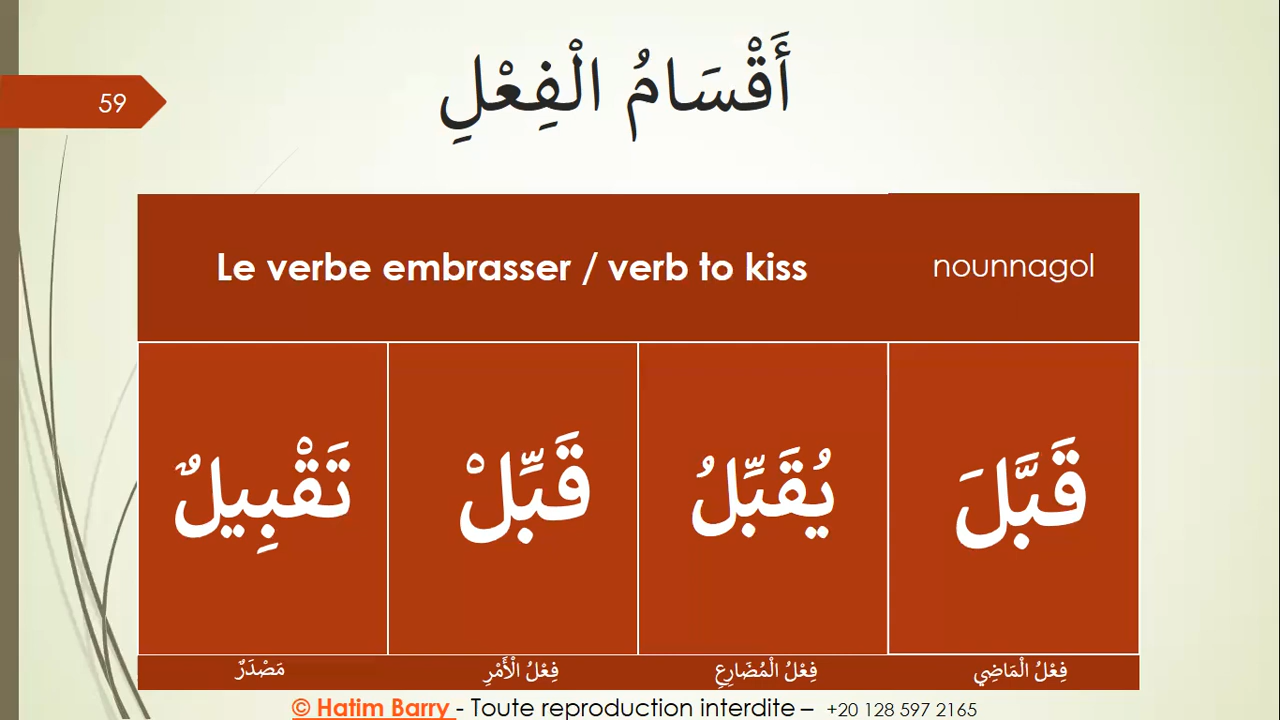 أَقْسَامُ الْفِعْلِ
59
Le verbe embrasser / verb to kiss
nounnagol
قَبَّلَ
يُقَبِّلُ
قَبِّلْ
تَقْبِيلٌ
فِعْلُ الْمَاضِي
فِعْلُ الْمُضَارِعِ
فِعْلُ الْأَمْرِ
مَصْدَرٌ
© Hatim Barry - Toute reproduction interdite – +20 128 597 2165